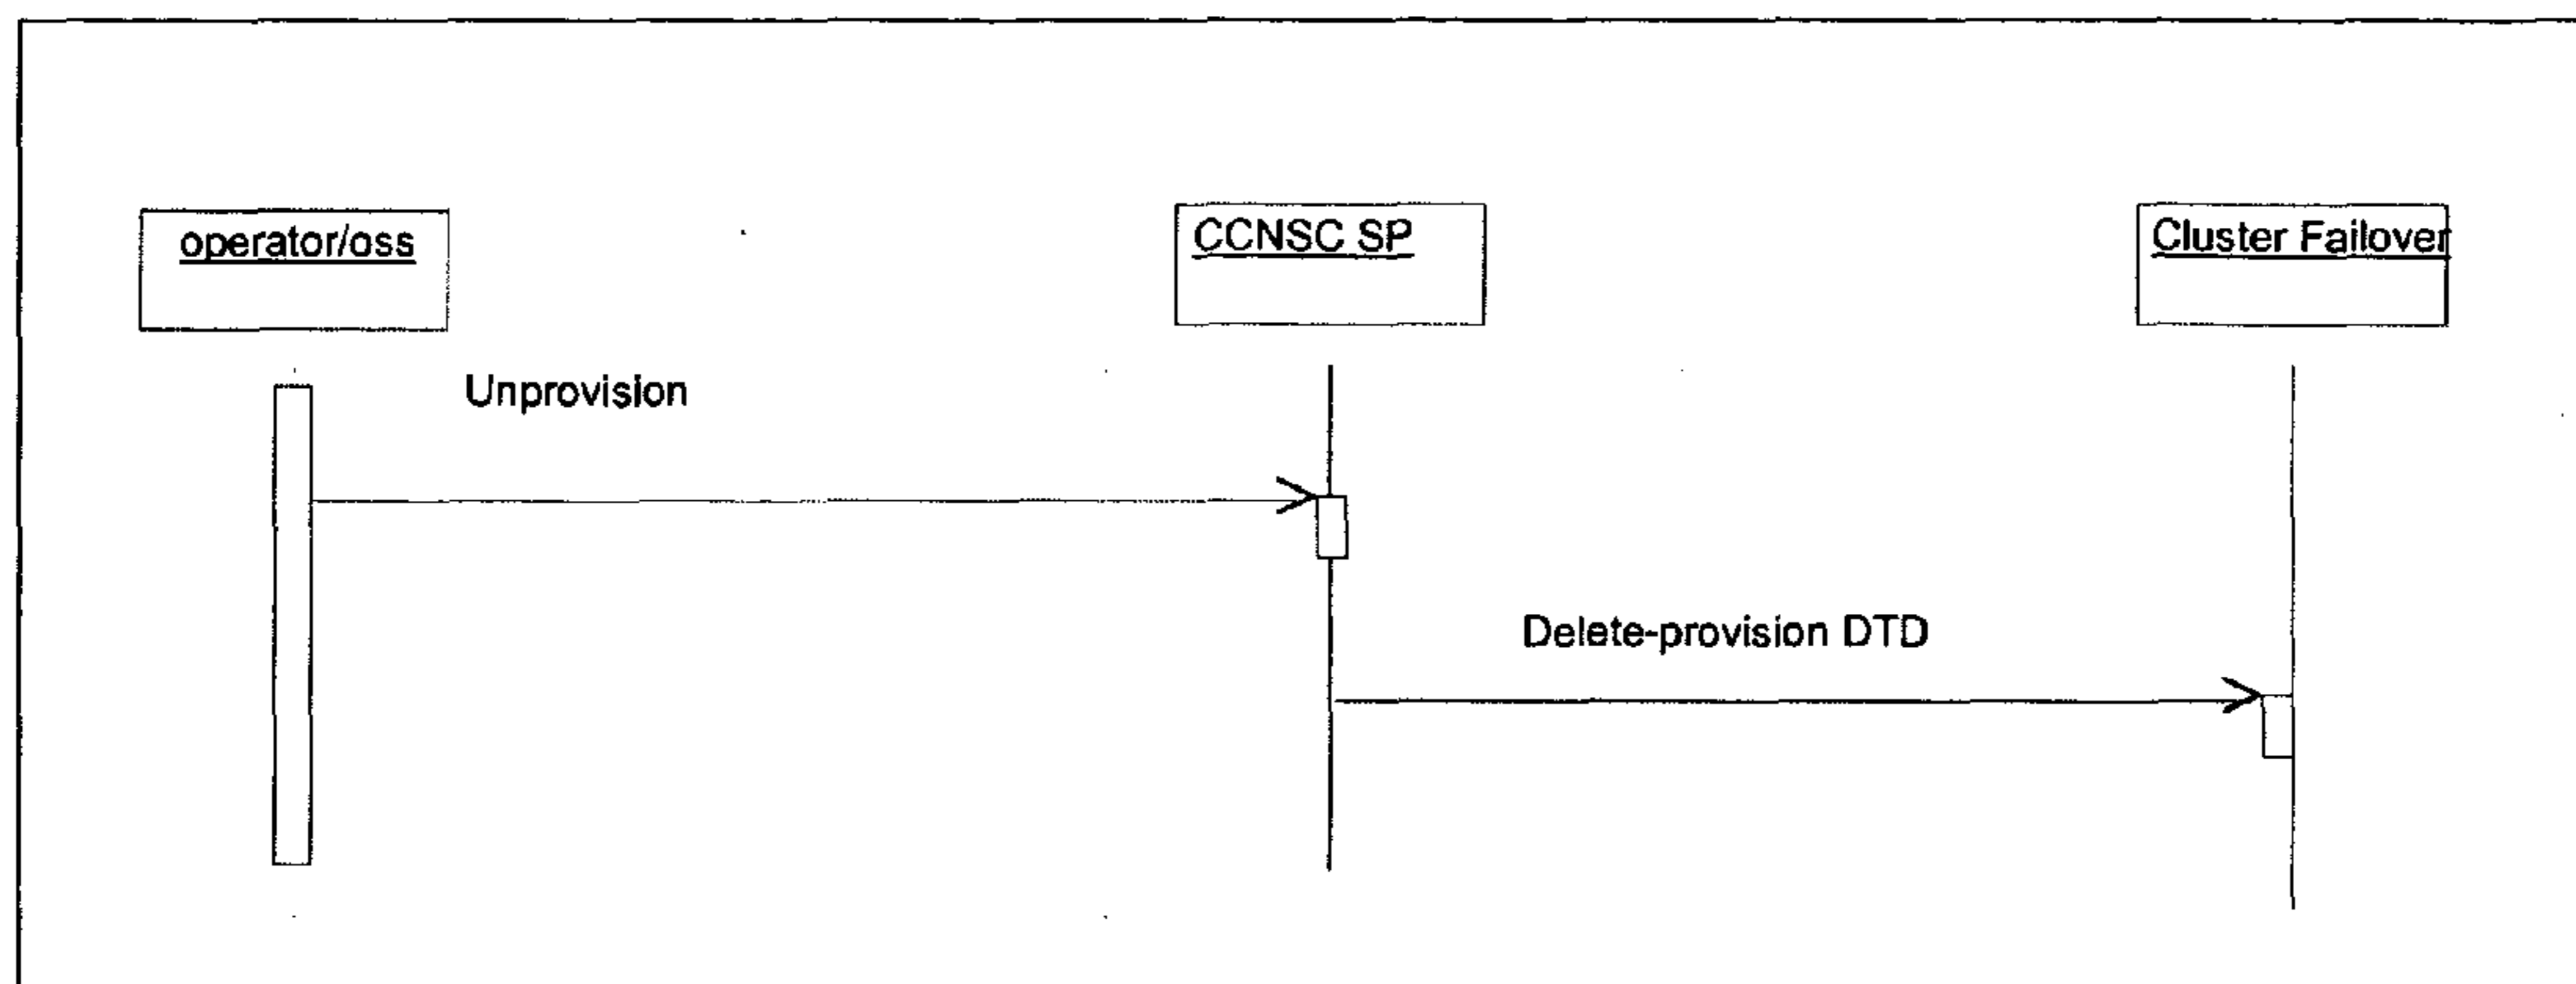 operator/oss
CCNSC SP
Cluster Failover
Unprovision
Delete-provision DTD